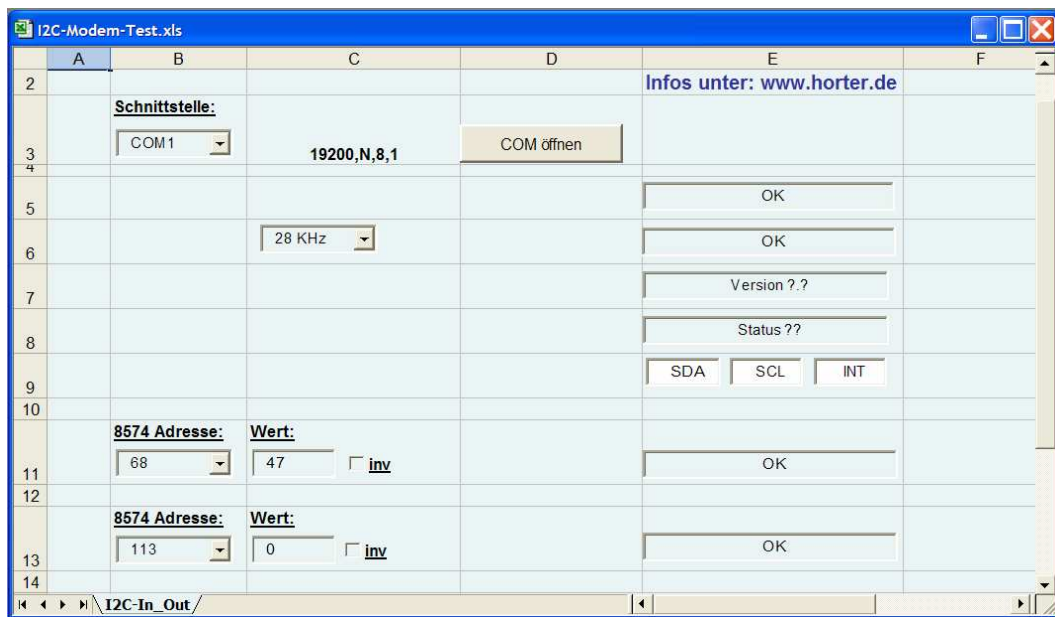 I2C-Modem-Test.xls
A B C D E F
2 Infos unter: www.horter.de
Schnittstelle:
3 COM1 19200,N,8,1 COM öffnen
4
5 OK
6 28 KHz OK
7 Version ?.?
8 Status ??
9 SDA SCL INT
10
8574 Adresse: Wert:
11 68 47 inv OK
12
8574 Adresse: Wert:
13 113 0 inv OK
14
I2C-In_Out